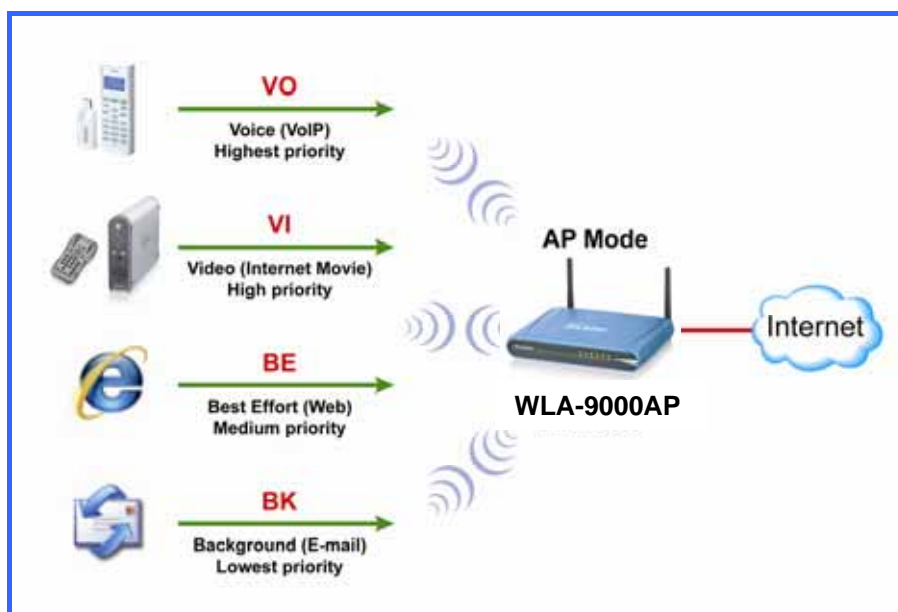 VO
Voice (VoIP)
Highest priority
VI
Video (Internet Movie)
High priority
BE
Best Effort (Web)
Medium priority
BK
Background (E-mail)
Lowest priority
AP Mode
WLA-9000AP
Internet